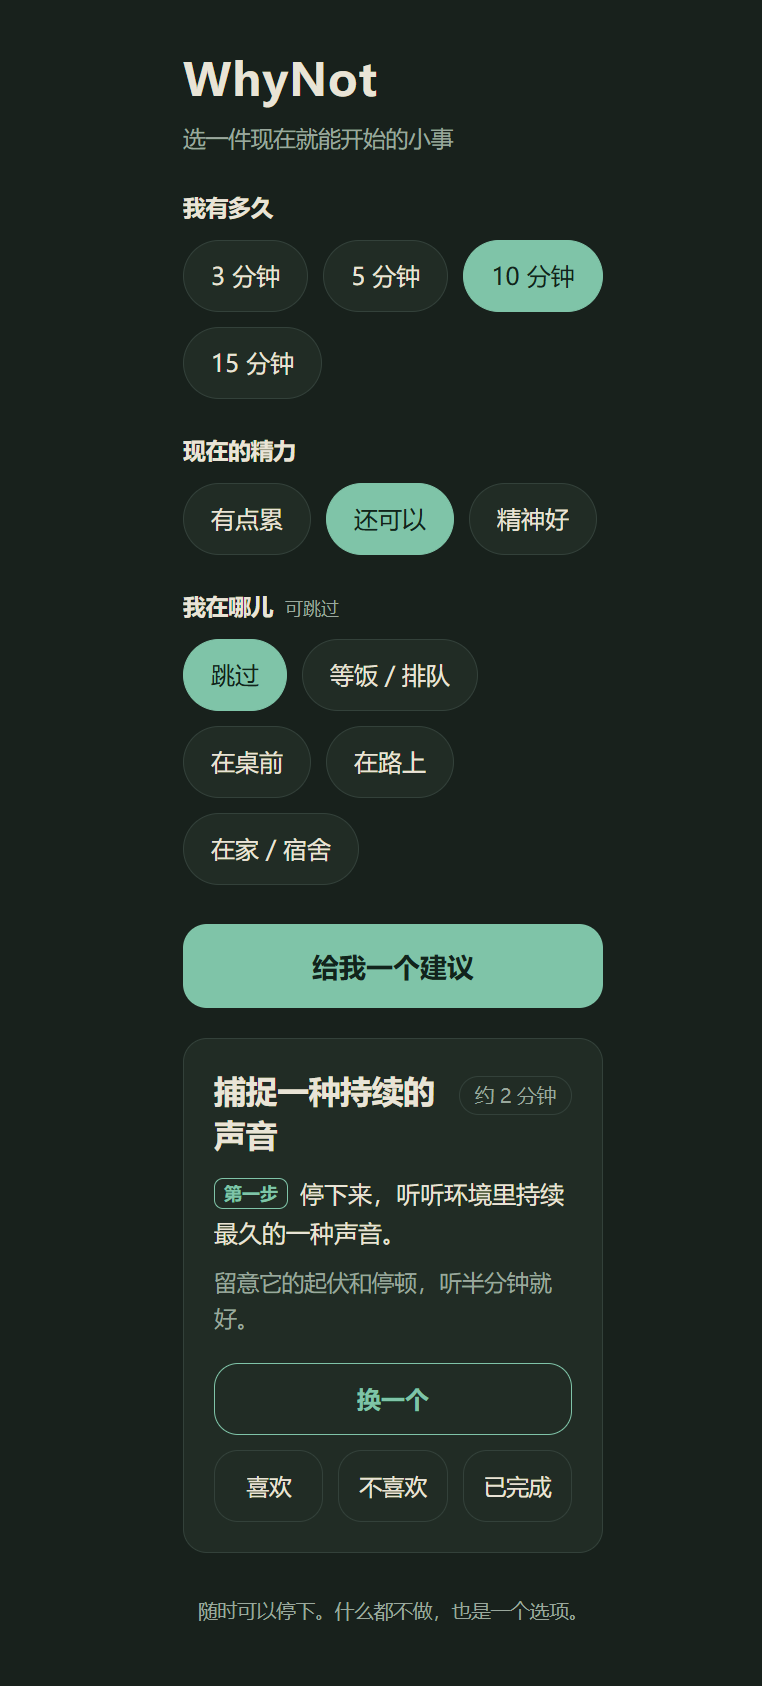 WhyNot
选一件现在就能开始的小事
我有多久
3 分钟 5 分钟 10 分钟
15 分钟
现在的精力
有点累 还可以 精神好
我在哪儿 可跳过
跳过 等饭 / 排队
在桌前 在路上
在家 / 宿舍
给我一个建议
捕捉一种持续的 约 2 分钟
声音
第一步 停下来，听听环境里持续
最久的一种声音。
留意它的起伏和停顿，听半分钟就
好。
换一个
喜欢 不喜欢 已完成
随时可以停下。什么都不做，也是一个选项。